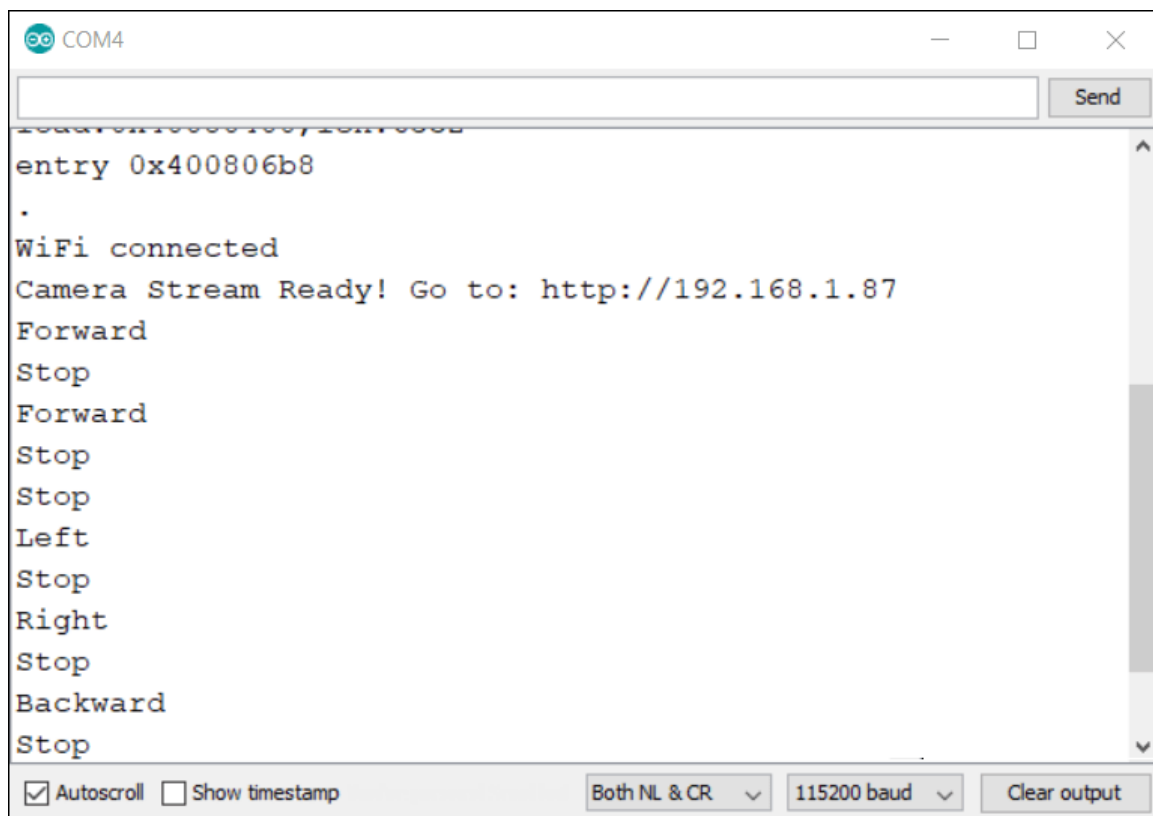 COM4
Send
entry 0x400806b8
.
WiFi connected
Camera Stream Ready! Go to: http://192.168.1.87
Forward
Stop
Forward
Stop
Stop
Left
Stop
Right
Stop
Backward
Stop
Autoscroll Show timestamp Both NL & CR 115200 baud Clear output